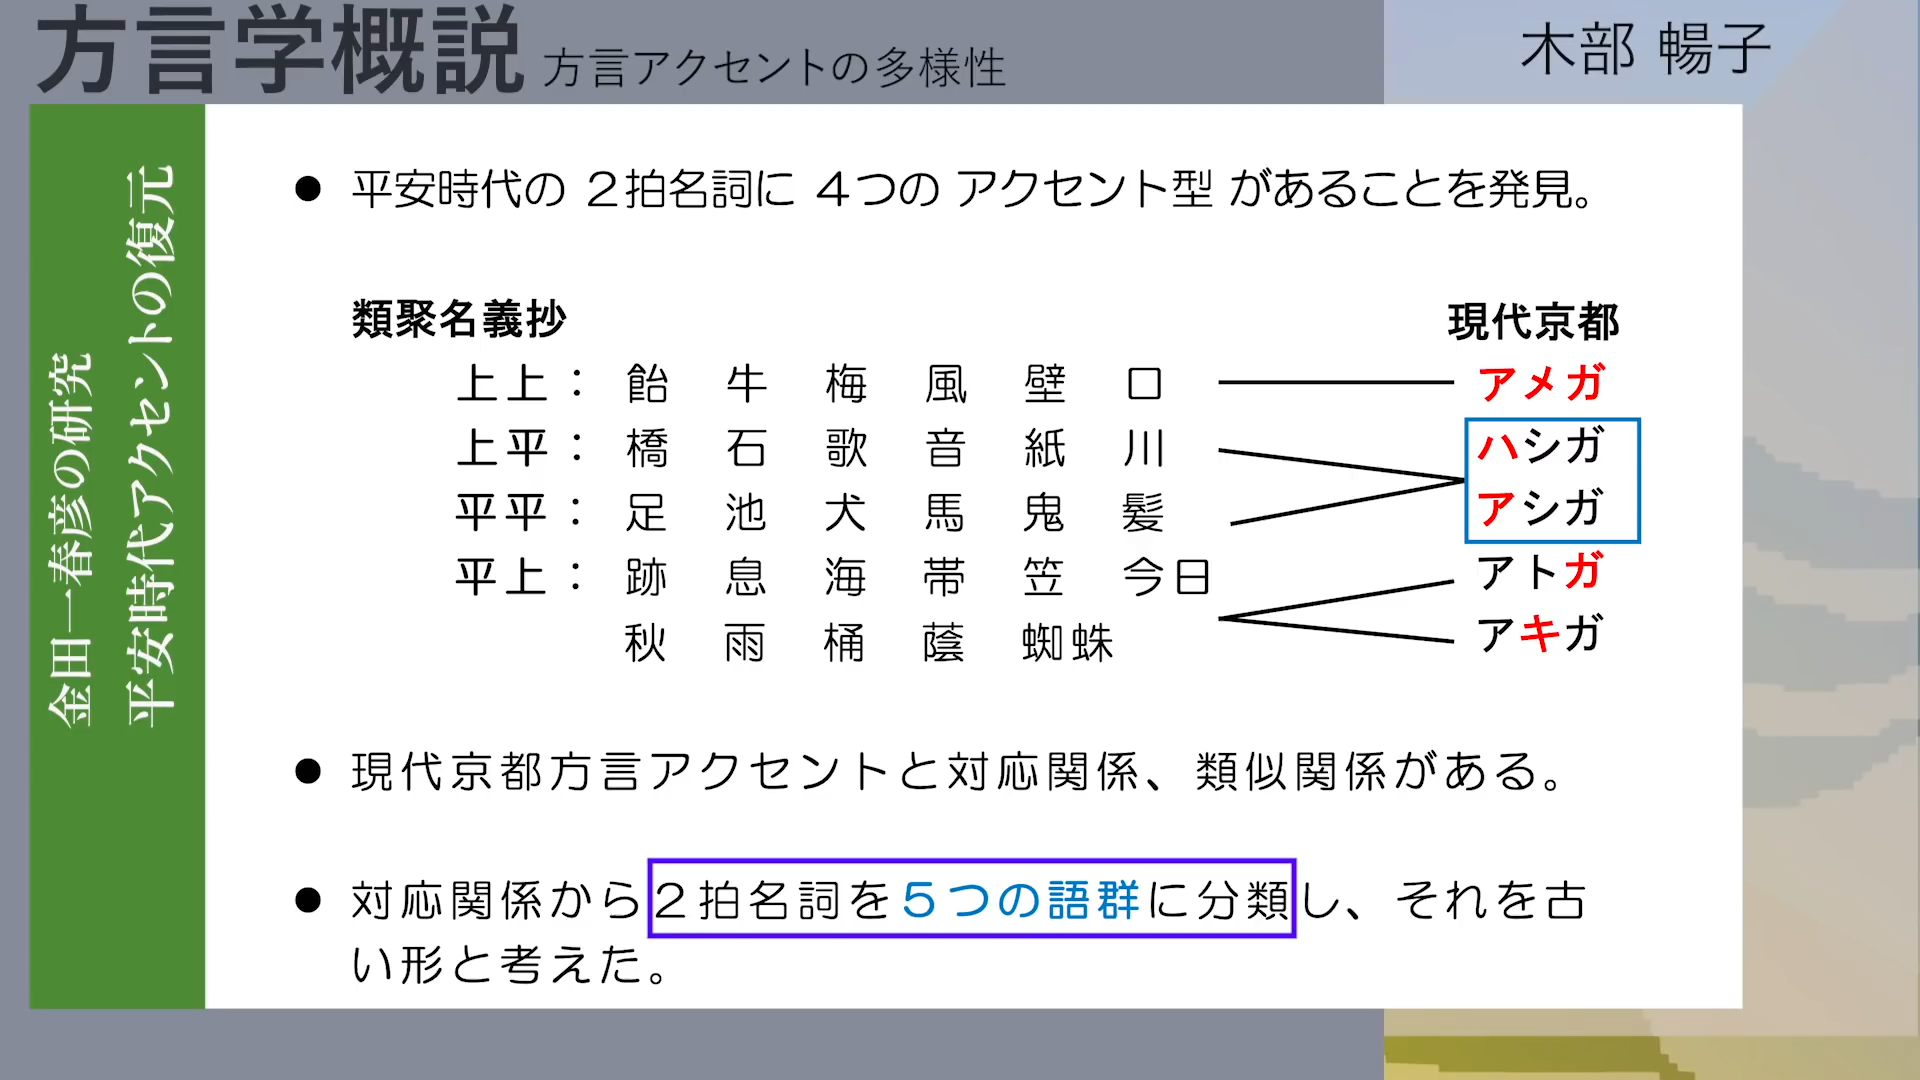 方言学概説 方言アクセントの多様性
木部 暢子
金田一春彦の研究
平安時代アクセントの復元
● 平安時代の ２拍名詞に ４つの アクセント型 があることを発見。
類聚名義抄 現代京都
上上： 飴 牛 梅 風 壁 口 アメガ
上平： 橋 石 歌 音 紙 川 ハシガ
平平： 足 池 犬 馬 鬼 髪 アシガ
平上： 跡 息 海 帯 笠 今日 アトガ
秋 雨 桶 蔭 蜘蛛 アキガ
● 現代京都方言アクセントと対応関係、類似関係がある。
● 対応関係から２拍名詞を５つの語群に分類し、それを古
い形と考えた。